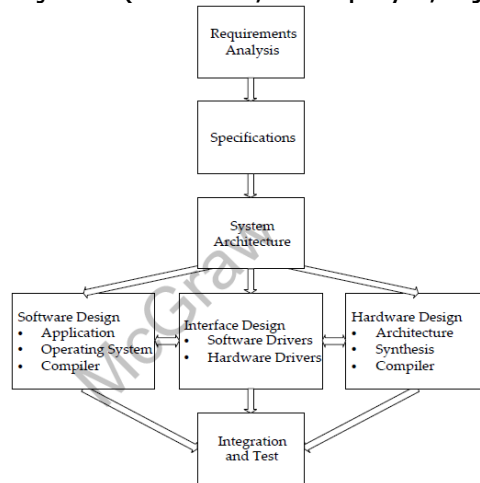 Requirements
Analysis
Specifications
System
Architecture
Software Design
• Application
• Operating System
• Compiler
Interface Design
• Software Drivers
• Hardware Drivers
Hardware Design
• Architecture
• Synthesis
• Compiler
Integration
and Test
McGraw